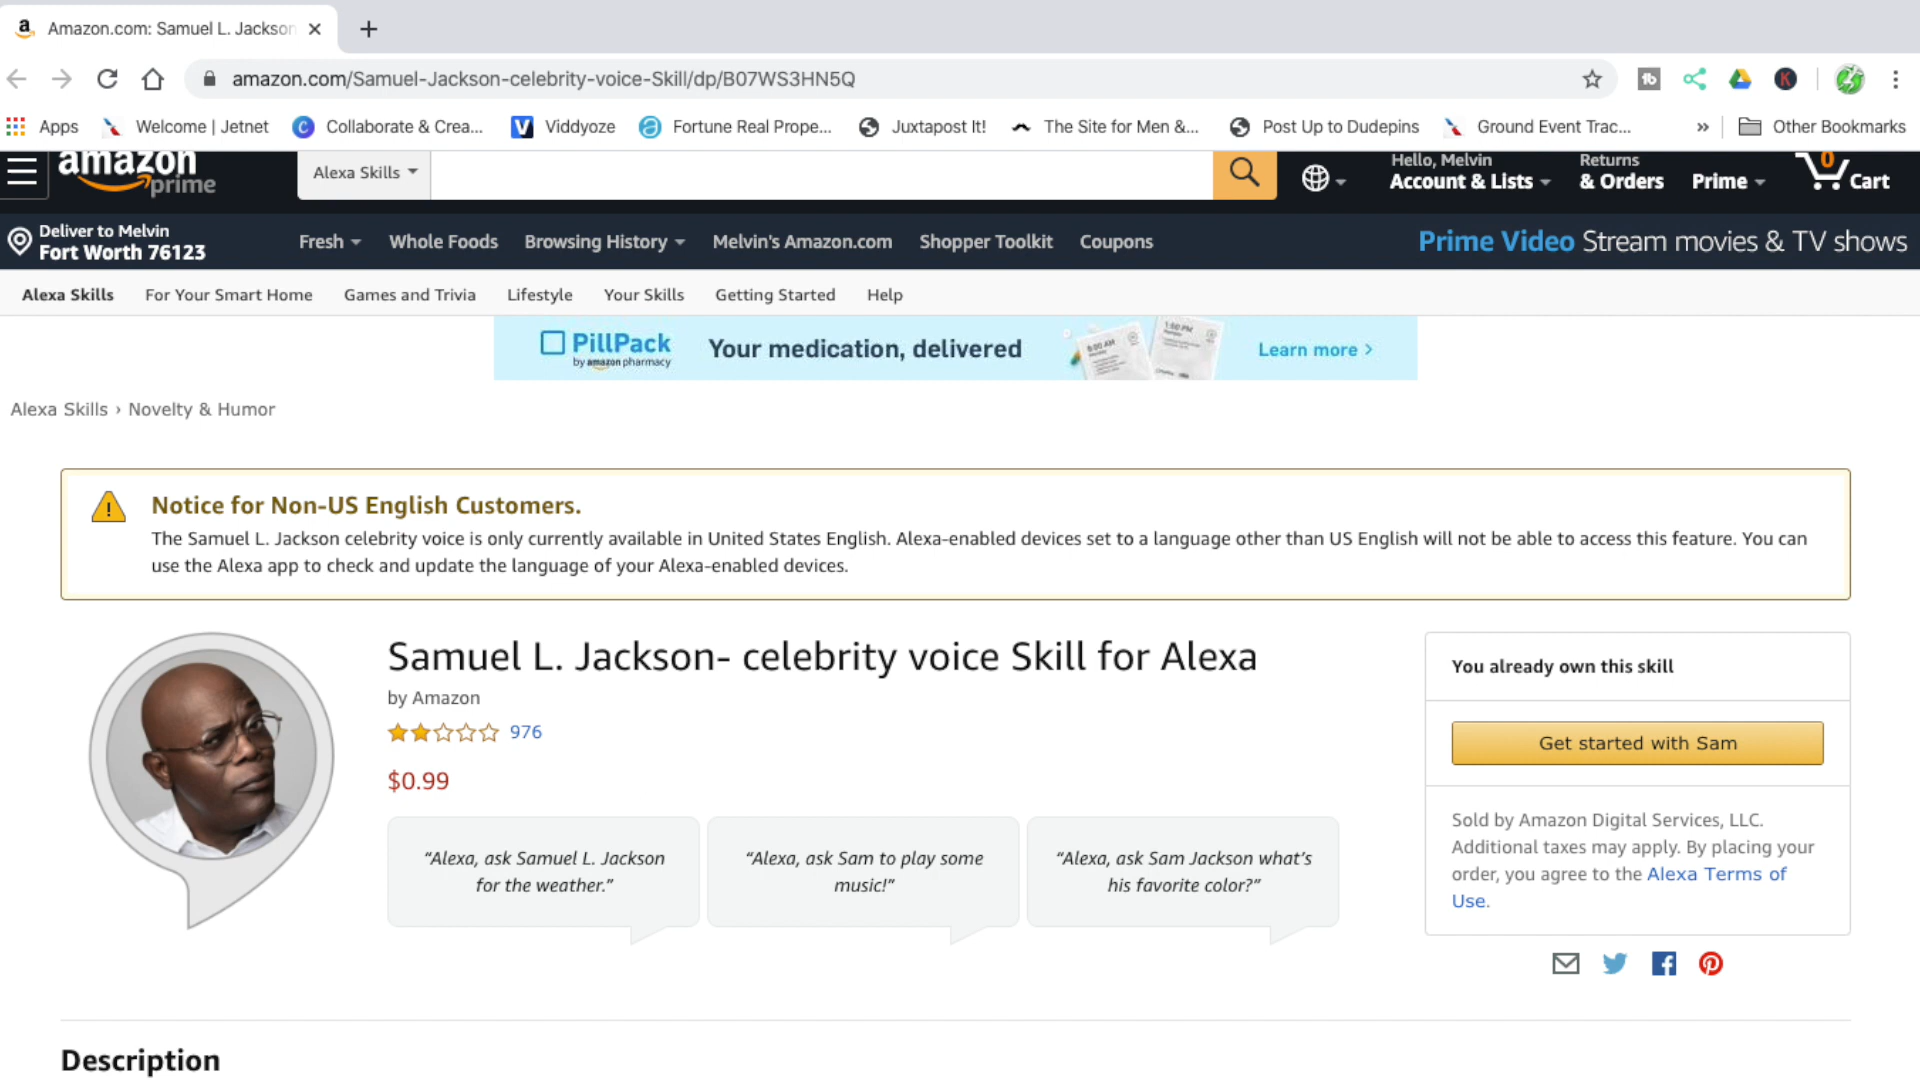 Amazon.com: Samuel L. Jackson
amazon.com/Samuel-Jackson-celebrity-voice-Skill/dp/B07WS3HN5Q
Apps Welcome | Jetnet Collaborate & Crea... Viddyoze Fortune Real Prope... Juxtapost It! The Site for Men &... Post Up to Dudepins Ground Event Trac... » Other Bookmarks
amazon prime
Alexa Skills
Hello, Melvin
Account & Lists
Returns
& Orders
Prime
0
Cart
Deliver to Melvin
Fort Worth 76123
Fresh Whole Foods Browsing History Melvin's Amazon.com Shopper Toolkit Coupons
Prime Video Stream movies & TV shows
Alexa Skills For Your Smart Home Games and Trivia Lifestyle Your Skills Getting Started Help
PillPack
by amazon pharmacy
Your medication, delivered
Learn more >
Alexa Skills › Novelty & Humor
Notice for Non-US English Customers.
The Samuel L. Jackson celebrity voice is only currently available in United States English. Alexa-enabled devices set to a language other than US English will not be able to access this feature. You can
use the Alexa app to check and update the language of your Alexa-enabled devices.
Samuel L. Jackson- celebrity voice Skill for Alexa
by Amazon
976
$0.99
“Alexa, ask Samuel L. Jackson
for the weather.”
“Alexa, ask Sam to play some
music!”
“Alexa, ask Sam Jackson what’s
his favorite color?”
You already own this skill
Get started with Sam
Sold by Amazon Digital Services, LLC.
Additional taxes may apply. By placing your
order, you agree to the Alexa Terms of
Use.
Description